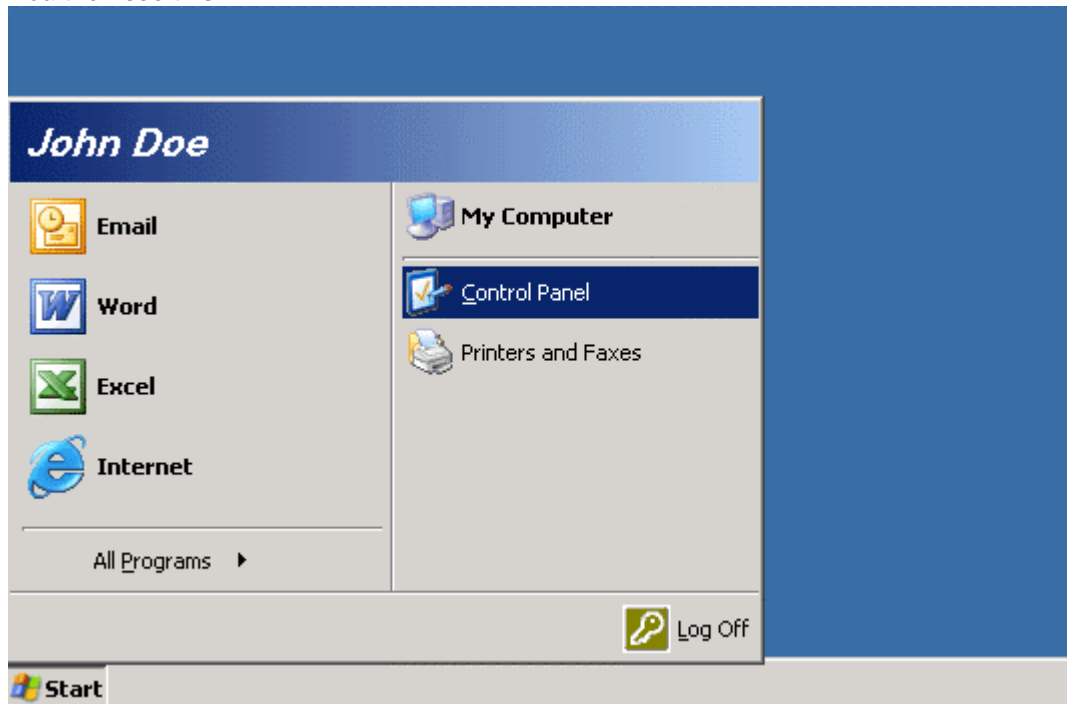 John Doe
Email
Word
Excel
Internet
All Programs
My Computer
Control Panel
Printers and Faxes
Log Off
Start